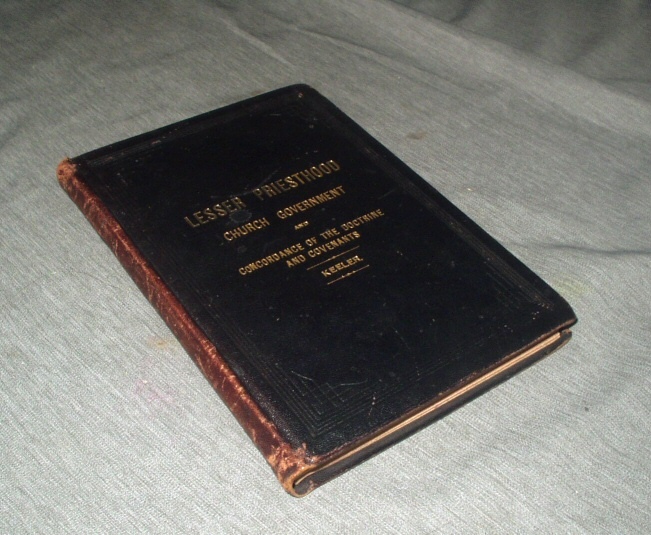 LESSER PRIESTHOOD
CHURCH GOVERNMENT
AND
CONCORDANCE OF THE DOCTRINE
AND COVENANTS
KEELER